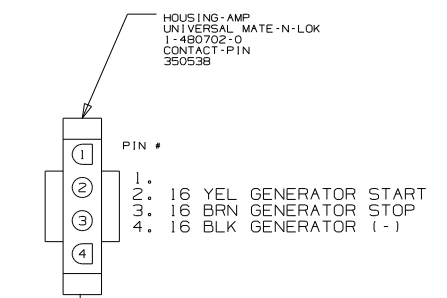 HOUSING-AMP
UNIVERSAL MATE-N-LOK
1-480702-0
CONTACT-PIN
350538
PIN #
1
2
3
4
1.
2. 16 YEL GENERATOR START
3. 16 BRN GENERATOR STOP
4. 16 BLK GENERATOR (-)